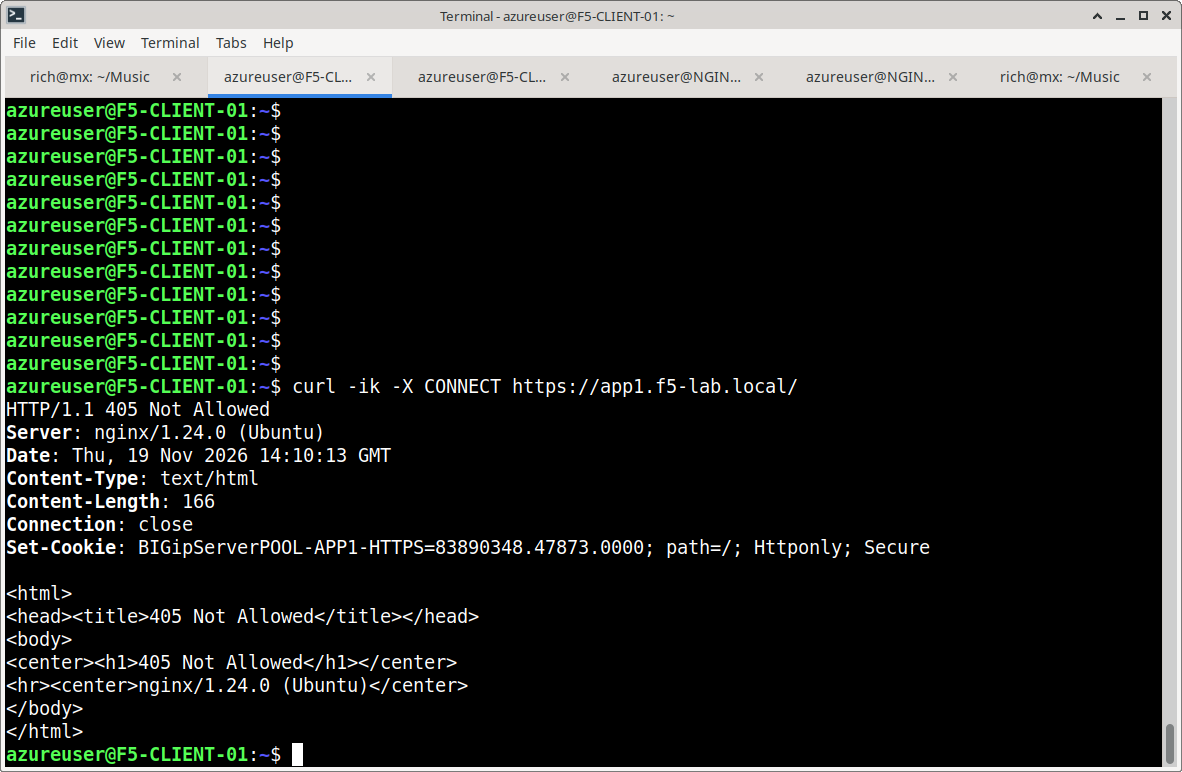 Terminal - azureuser@F5-CLIENT-01: ~
File Edit View Terminal Tabs Help
rich@mx: ~/Music azureuser@F5-CL... azureuser@F5-CL... azureuser@NGIN... azureuser@NGIN... rich@mx: ~/Music
azureuser@F5-CLIENT-01:~$
azureuser@F5-CLIENT-01:~$
azureuser@F5-CLIENT-01:~$
azureuser@F5-CLIENT-01:~$
azureuser@F5-CLIENT-01:~$
azureuser@F5-CLIENT-01:~$
azureuser@F5-CLIENT-01:~$
azureuser@F5-CLIENT-01:~$
azureuser@F5-CLIENT-01:~$
azureuser@F5-CLIENT-01:~$
azureuser@F5-CLIENT-01:~$
azureuser@F5-CLIENT-01:~$
azureuser@F5-CLIENT-01:~$ curl -ik -X CONNECT https://app1.f5-lab.local/
HTTP/1.1 405 Not Allowed
Server: nginx/1.24.0 (Ubuntu)
Date: Thu, 19 Nov 2026 14:10:13 GMT
Content-Type: text/html
Content-Length: 166
Connection: close
Set-Cookie: BIGipServerPOOL-APP1-HTTPS=83890348.47873.0000; path=/; Httponly; Secure

<html>
<head><title>405 Not Allowed</title></head>
<body>
<center><h1>405 Not Allowed</h1></center>
<hr><center>nginx/1.24.0 (Ubuntu)</center>
</body>
</html>
azureuser@F5-CLIENT-01:~$